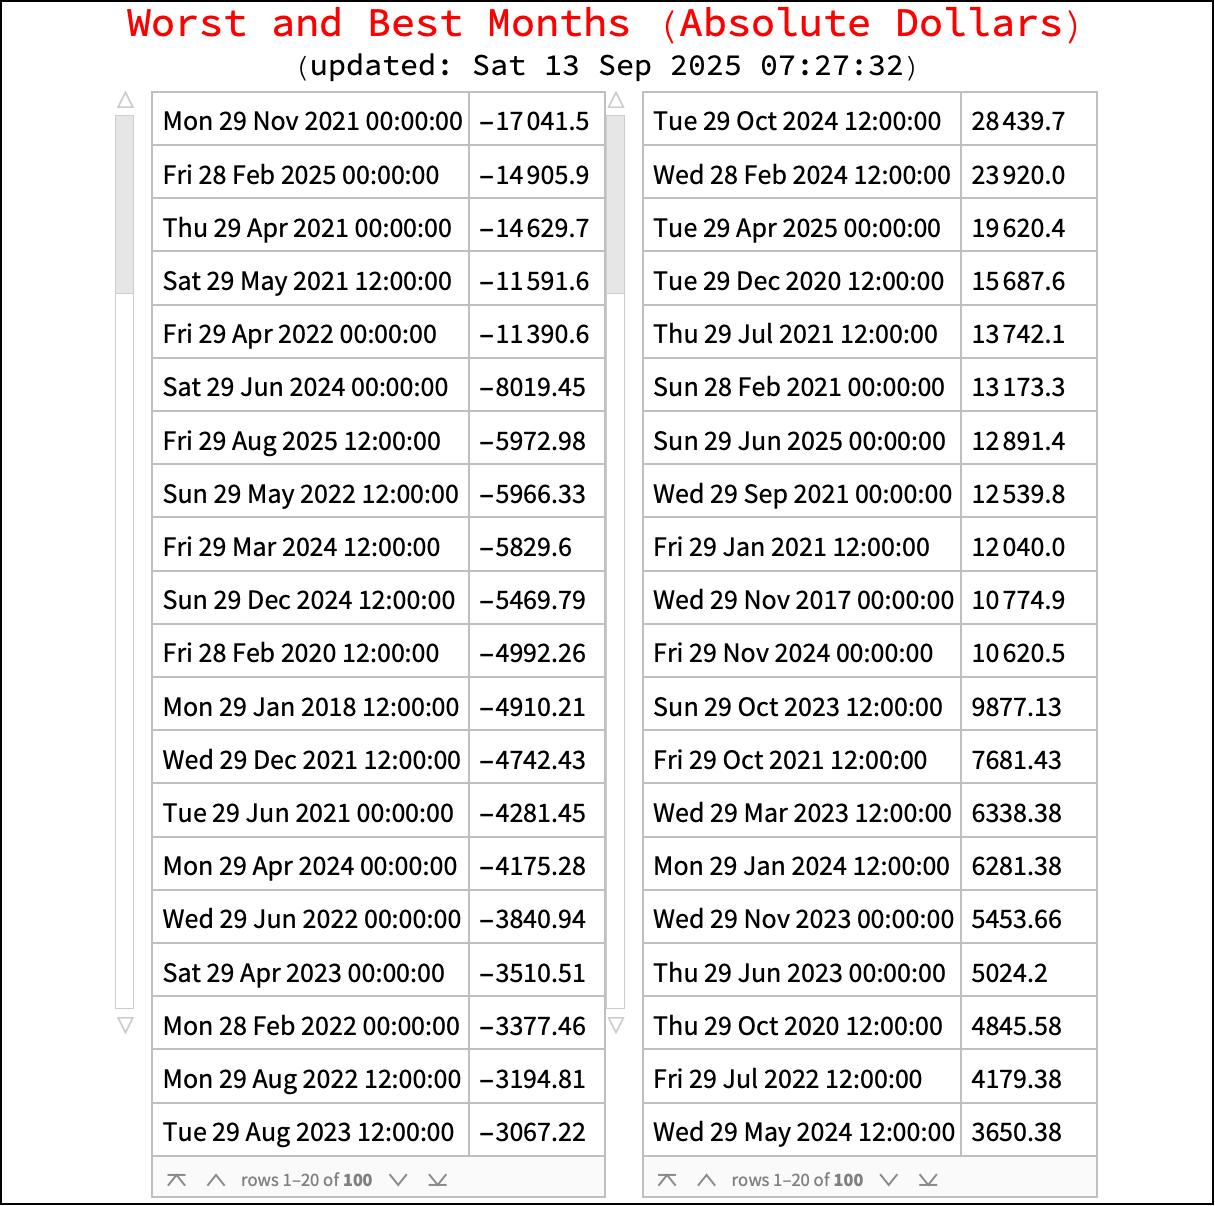 Worst and Best Months (Absolute Dollars)
(updated: Sat 13 Sep 2025 07:27:32)
Mon 29 Nov 2021 00:00:00 −17041.5 Tue 29 Oct 2024 12:00:00 28439.7
Fri 28 Feb 2025 00:00:00 −14905.9 Wed 28 Feb 2024 12:00:00 23920.0
Thu 29 Apr 2021 00:00:00 −14629.7 Tue 29 Apr 2025 00:00:00 19620.4
Sat 29 May 2021 12:00:00 −11591.6 Tue 29 Dec 2020 12:00:00 15687.6
Fri 29 Apr 2022 00:00:00 −11390.6 Thu 29 Jul 2021 12:00:00 13742.1
Sat 29 Jun 2024 00:00:00 −8019.45 Sun 28 Feb 2021 00:00:00 13173.3
Fri 29 Aug 2025 12:00:00 −5972.98 Sun 29 Jun 2025 00:00:00 12891.4
Sun 29 May 2022 12:00:00 −5966.33 Wed 29 Sep 2021 00:00:00 12539.8
Fri 29 Mar 2024 12:00:00 −5829.6 Fri 29 Jan 2021 12:00:00 12040.0
Sun 29 Dec 2024 12:00:00 −5469.79 Wed 29 Nov 2017 00:00:00 10774.9
Fri 28 Feb 2020 12:00:00 −4992.26 Fri 29 Nov 2024 00:00:00 10620.5
Mon 29 Jan 2018 12:00:00 −4910.21 Sun 29 Oct 2023 12:00:00 9877.13
Wed 29 Dec 2021 12:00:00 −4742.43 Fri 29 Oct 2021 12:00:00 7681.43
Tue 29 Jun 2021 00:00:00 −4281.45 Wed 29 Mar 2023 12:00:00 6338.38
Mon 29 Apr 2024 00:00:00 −4175.28 Mon 29 Jan 2024 12:00:00 6281.38
Wed 29 Jun 2022 00:00:00 −3840.94 Wed 29 Nov 2023 00:00:00 5453.66
Sat 29 Apr 2023 00:00:00 −3510.51 Thu 29 Jun 2023 00:00:00 5024.2
Mon 28 Feb 2022 00:00:00 −3377.46 Thu 29 Oct 2020 12:00:00 4845.58
Mon 29 Aug 2022 12:00:00 −3194.81 Fri 29 Jul 2022 12:00:00 4179.38
Tue 29 Aug 2023 12:00:00 −3067.22 Wed 29 May 2024 12:00:00 3650.38
rows 1–20 of 100 rows 1–20 of 100